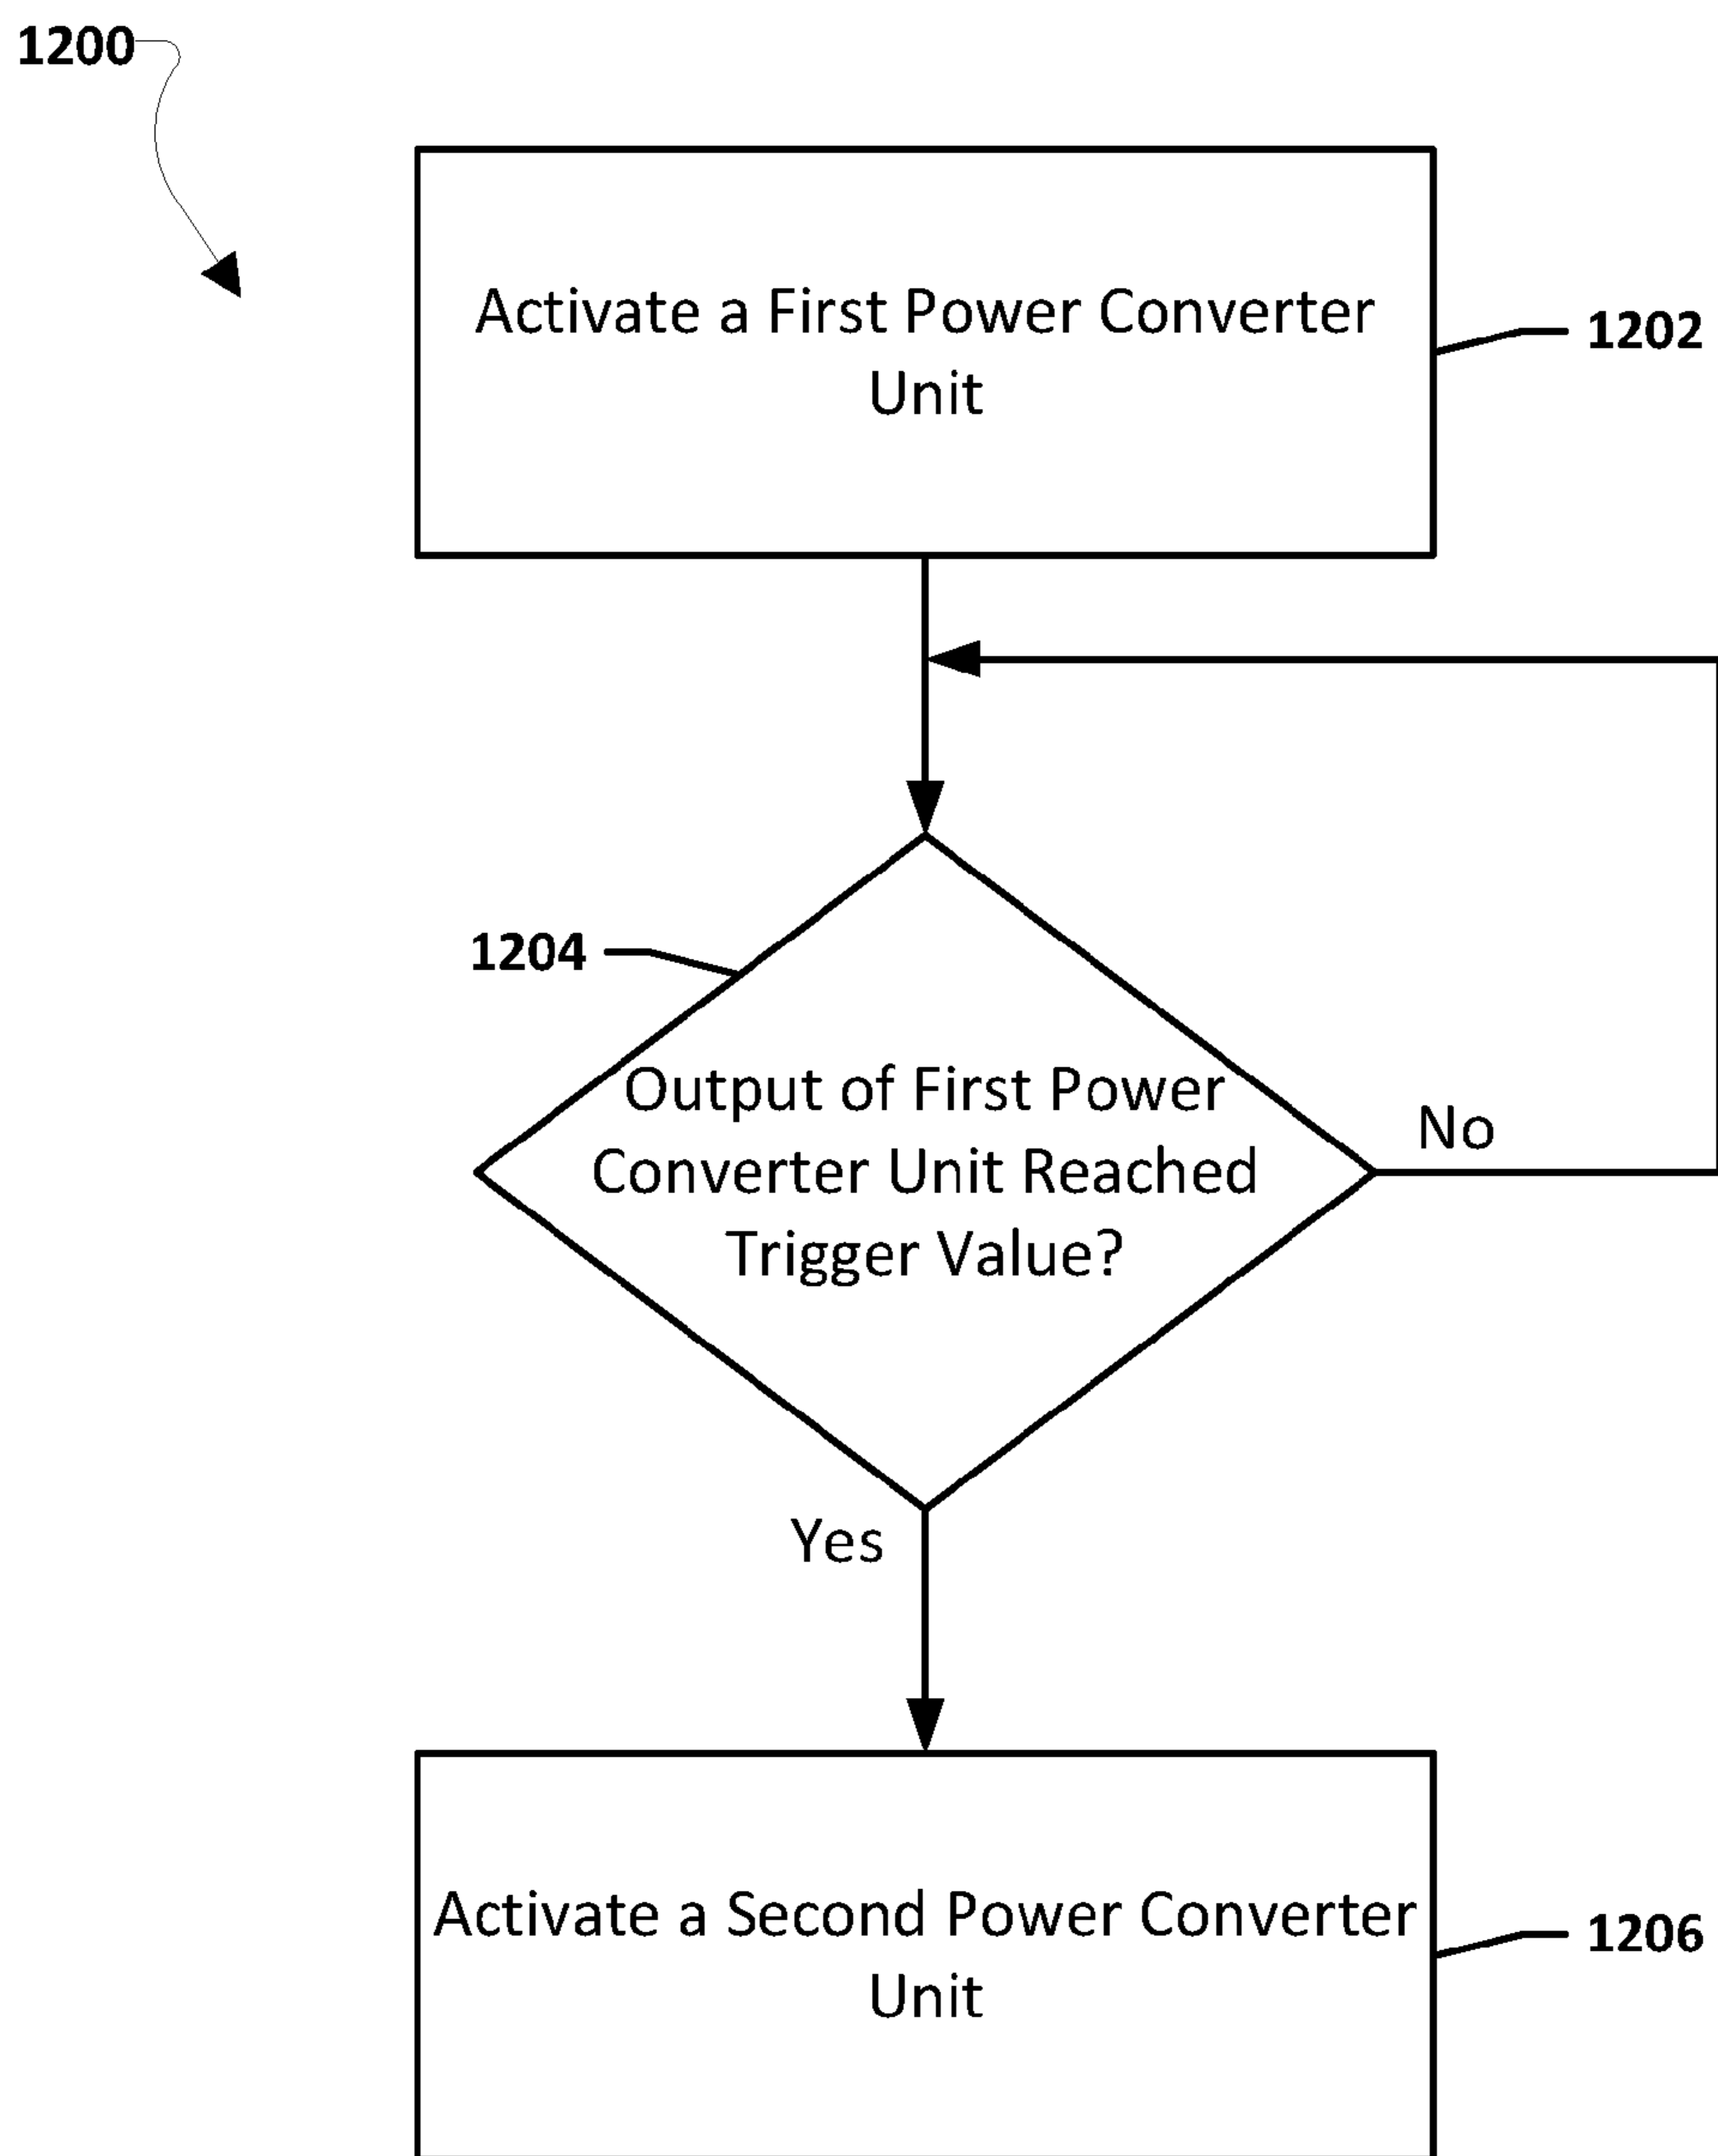 1200
Activate a First Power Converter
Unit
1202
1204
Output of First Power
Converter Unit Reached
Trigger Value?
No
Yes
Activate a Second Power Converter
Unit
1206